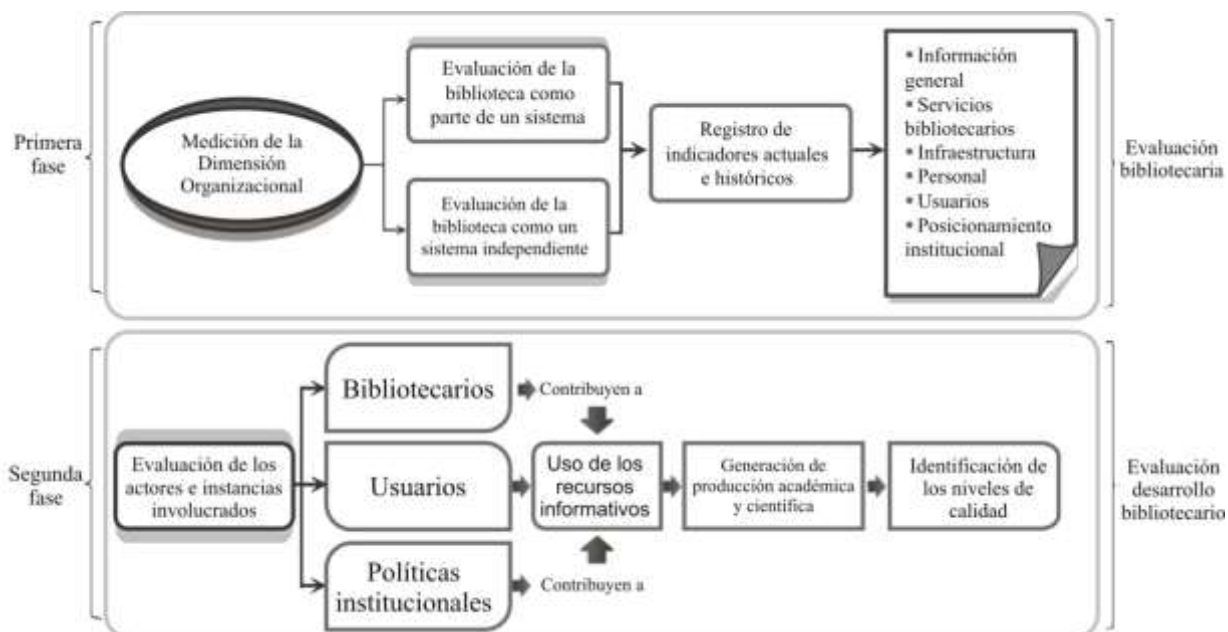 Primera
fase
Medición de la
Dimensión
Organizacional
Evaluación de la
biblioteca como
parte de un sistema
Evaluación de la
biblioteca como un
sistema independiente
Registro de
indicadores actuales
e históricos
▪ Información
general
▪ Servicios
bibliotecarios
▪ Infraestructura
▪ Personal
▪ Usuarios
▪ Posicionamiento
institucional
Evaluación
bibliotecaria
Segunda
fase
Evaluación de los
actores e instancias
involucrados
Bibliotecarios
Contribuyen a
Usuarios
Políticas
institucionales
Contribuyen a
Uso de los
recursos
informativos
Generación de
producción académica
y científica
Identificación de
los niveles de
calidad
Evaluación
desarrollo
bibliotecario